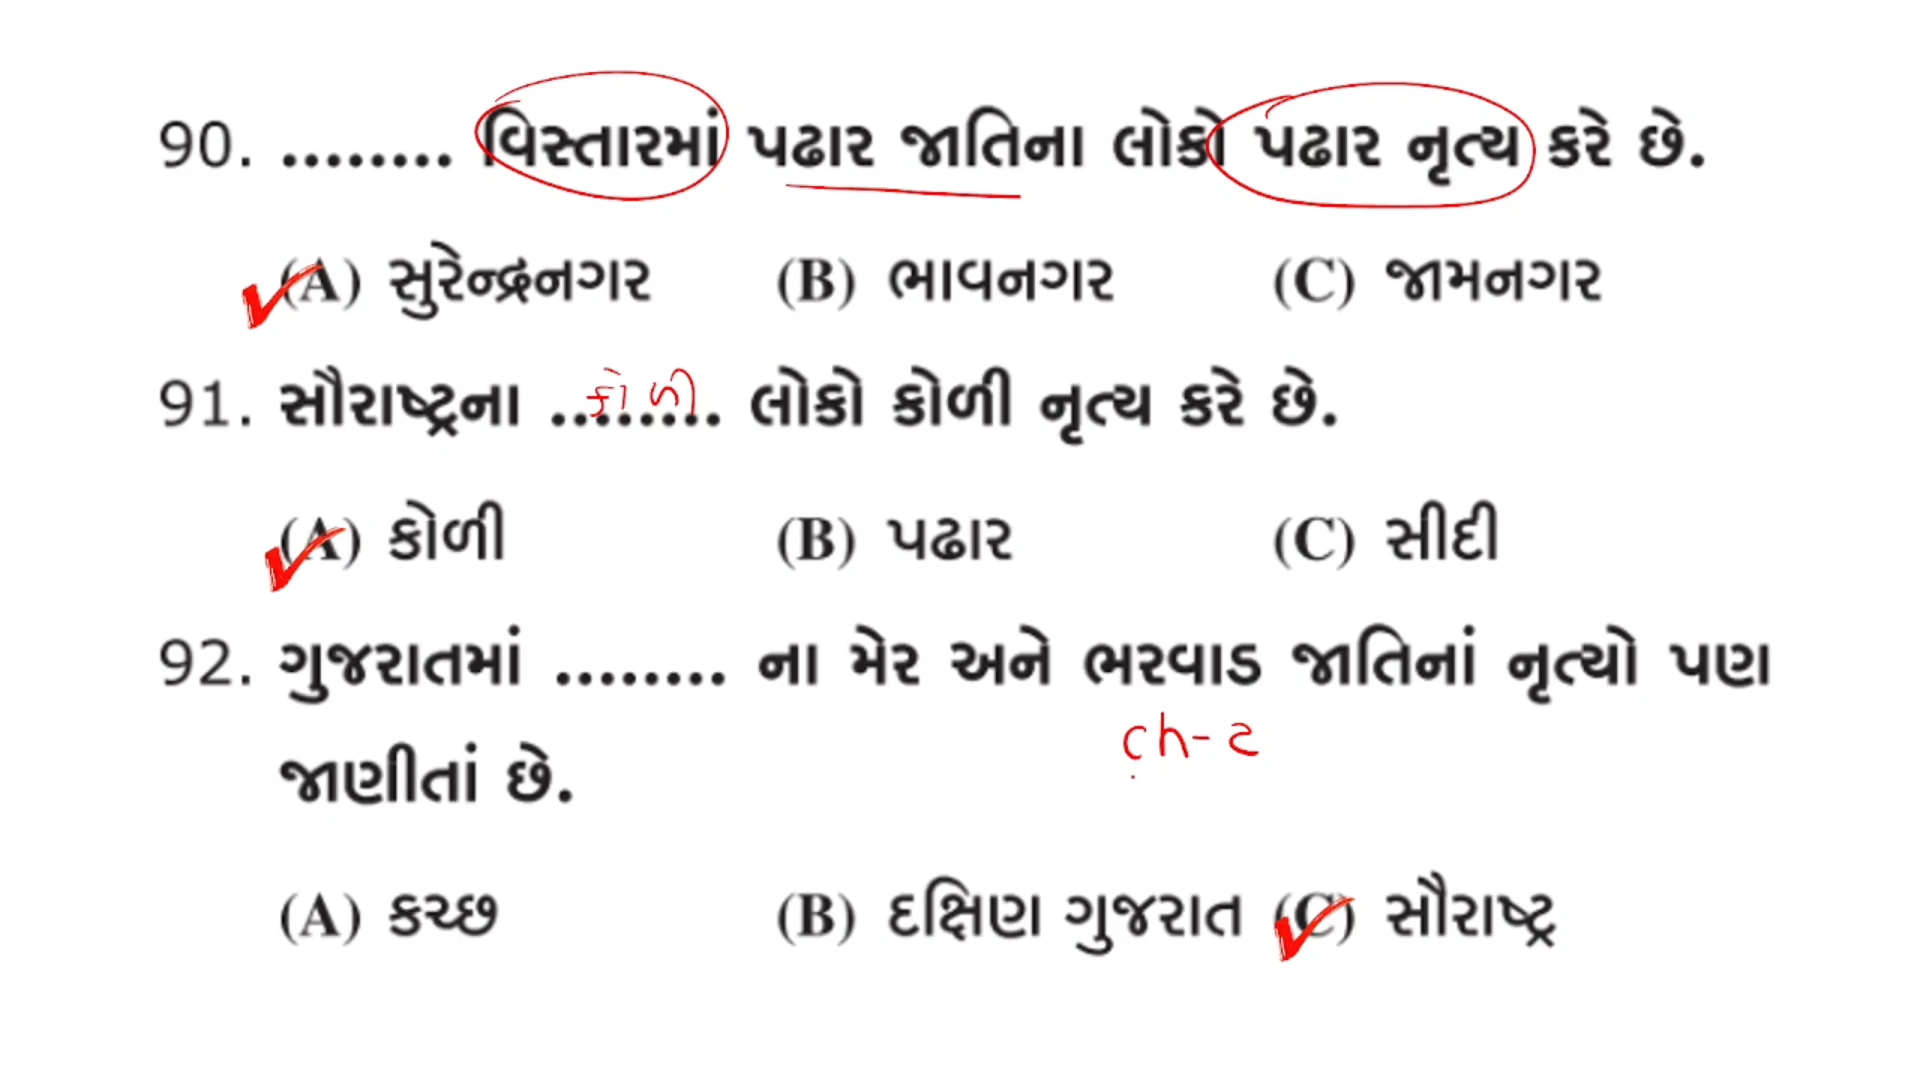 90. ........ વિસ્તારમાં પઢાર જાતિના લોકો પઢાર નૃત્ય કરે છે.
(A) સુરેન્દ્રનગર (B) ભાવનગર (C) જામનગર
91. સૌરાષ્ટ્રના ........ લોકો કોળી નૃત્ય કરે છે.
કોળી
(A) કોળી (B) પઢાર (C) સીદી
92. ગુજરાતમાં ........ ના મેર અને ભરવાડ જાતિનાં નૃત્યો પણ
ch-2
જાણીતાં છે.
(A) કચ્છ (B) દક્ષિણ ગુજરાત (C) સૌરાષ્ટ્ર